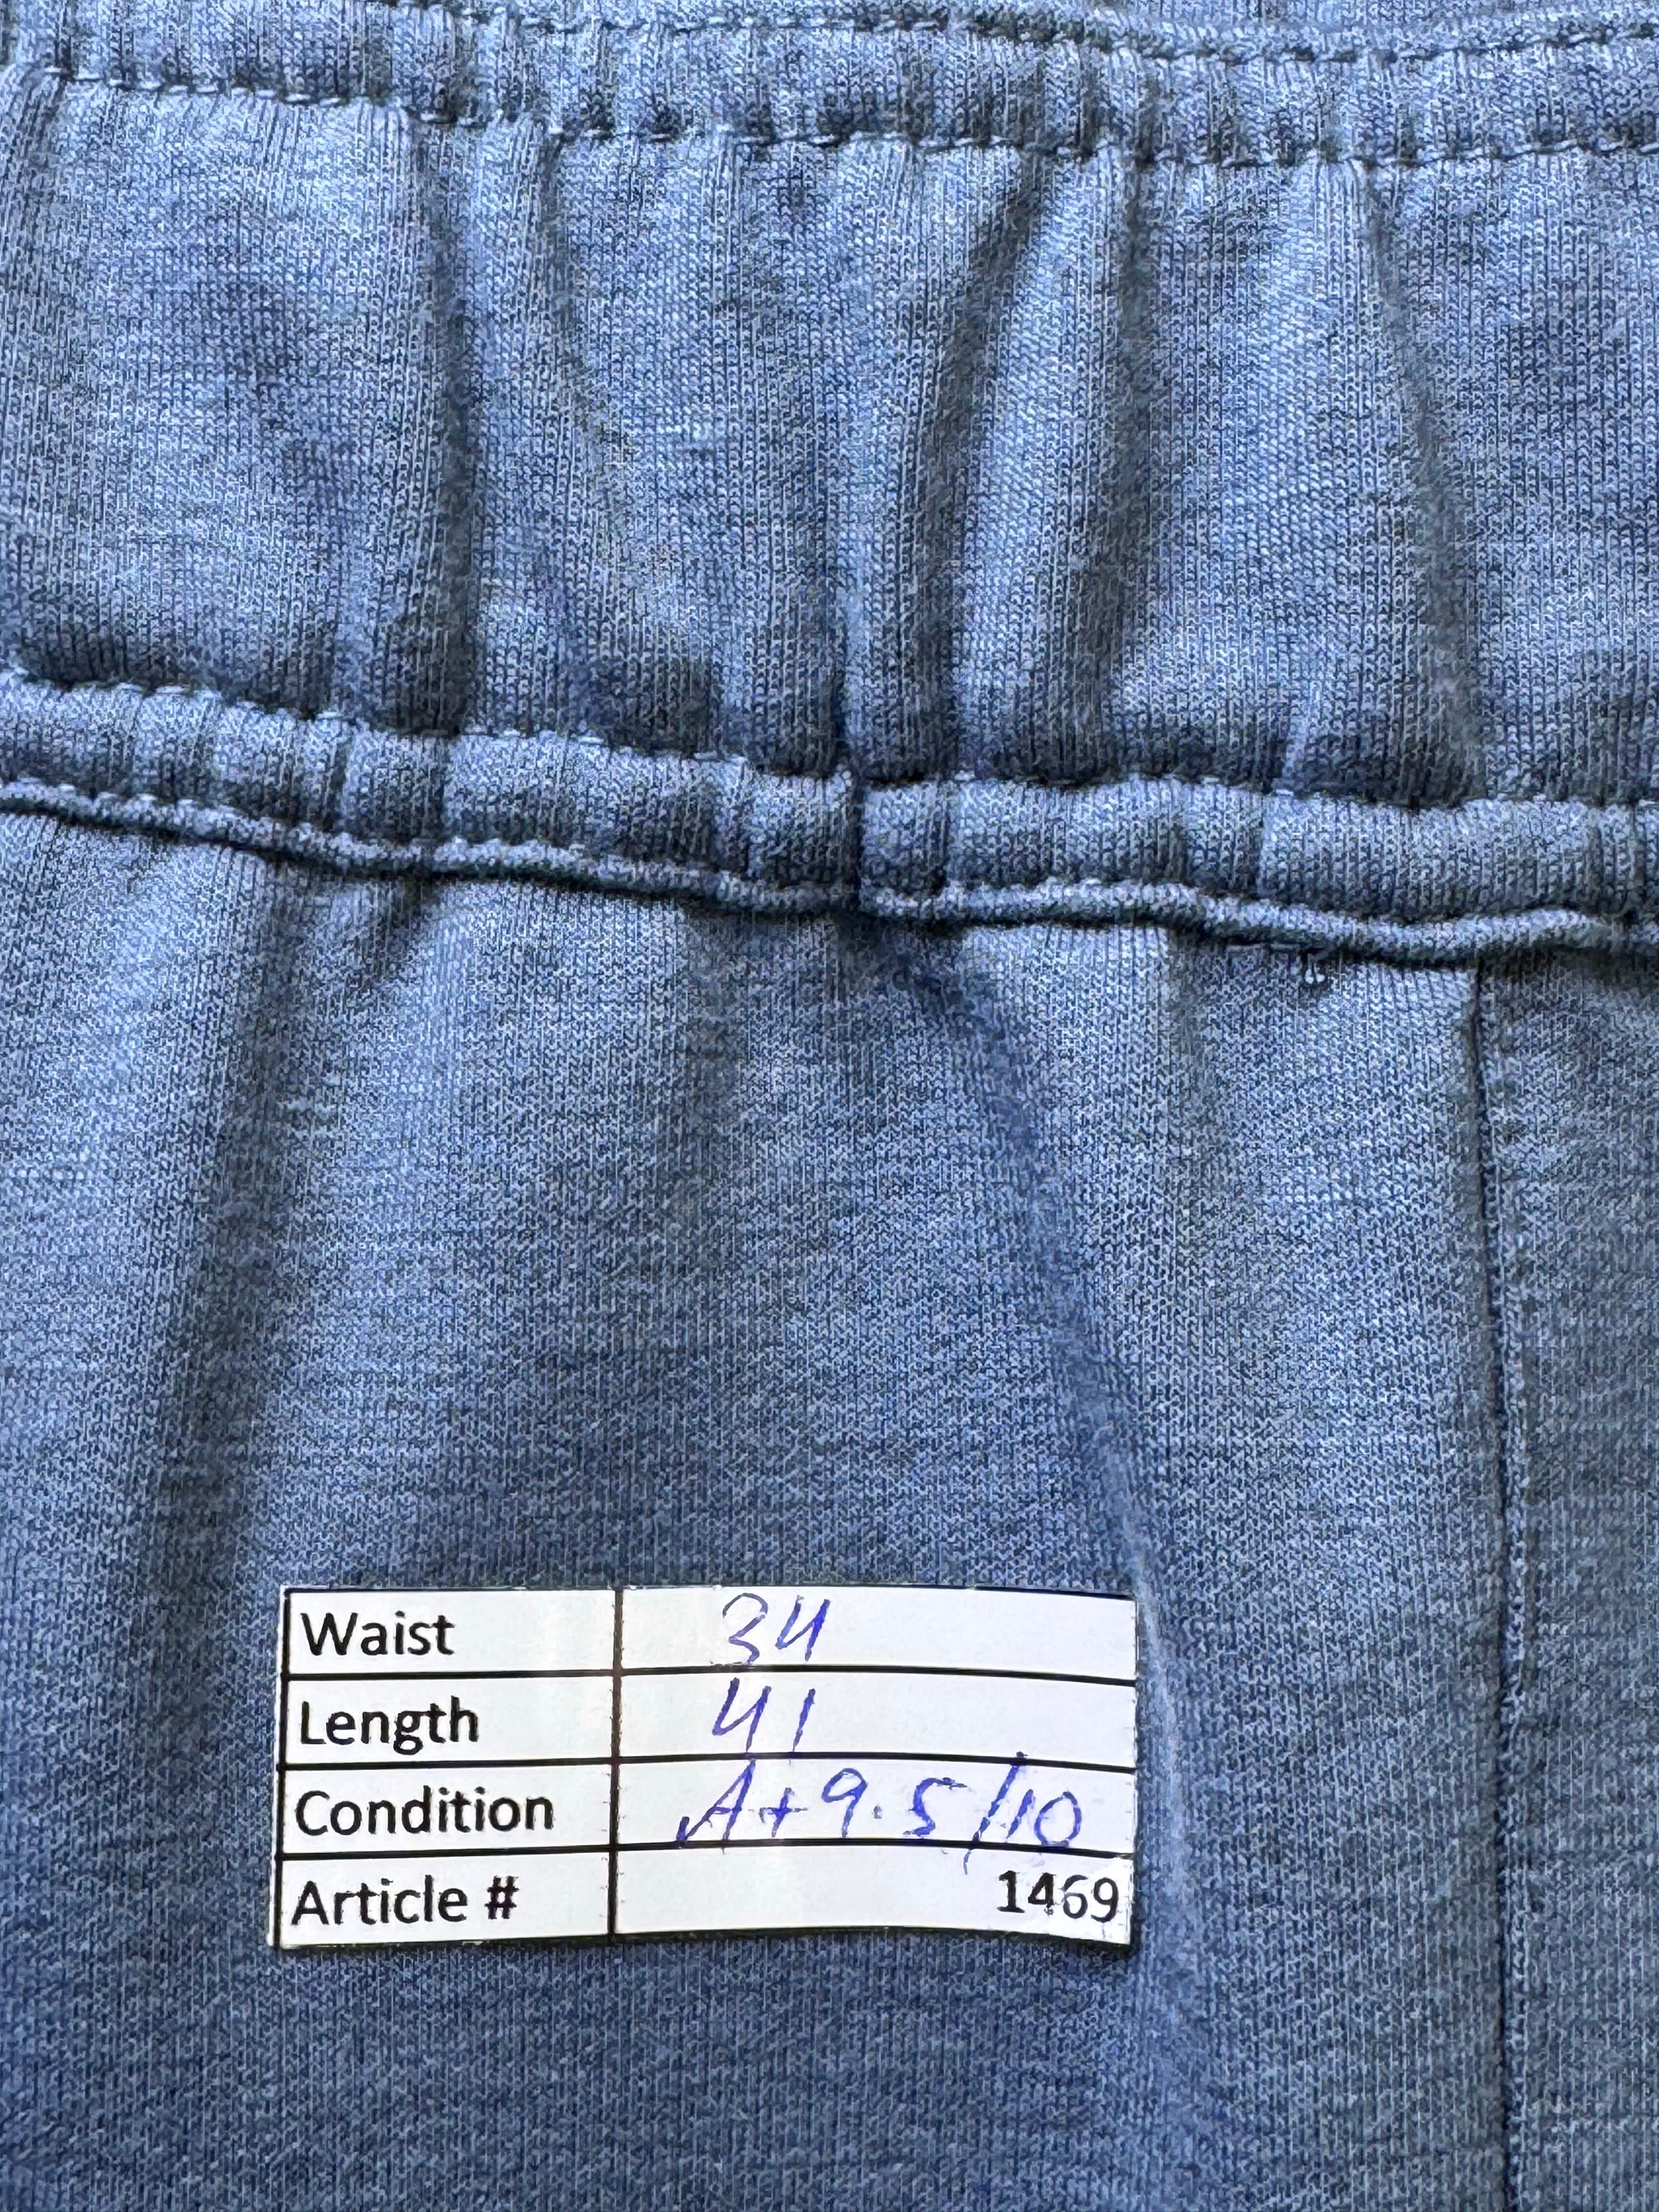 Waist 34
Length 41
Condition A+ 9.5/10
Article # 1469